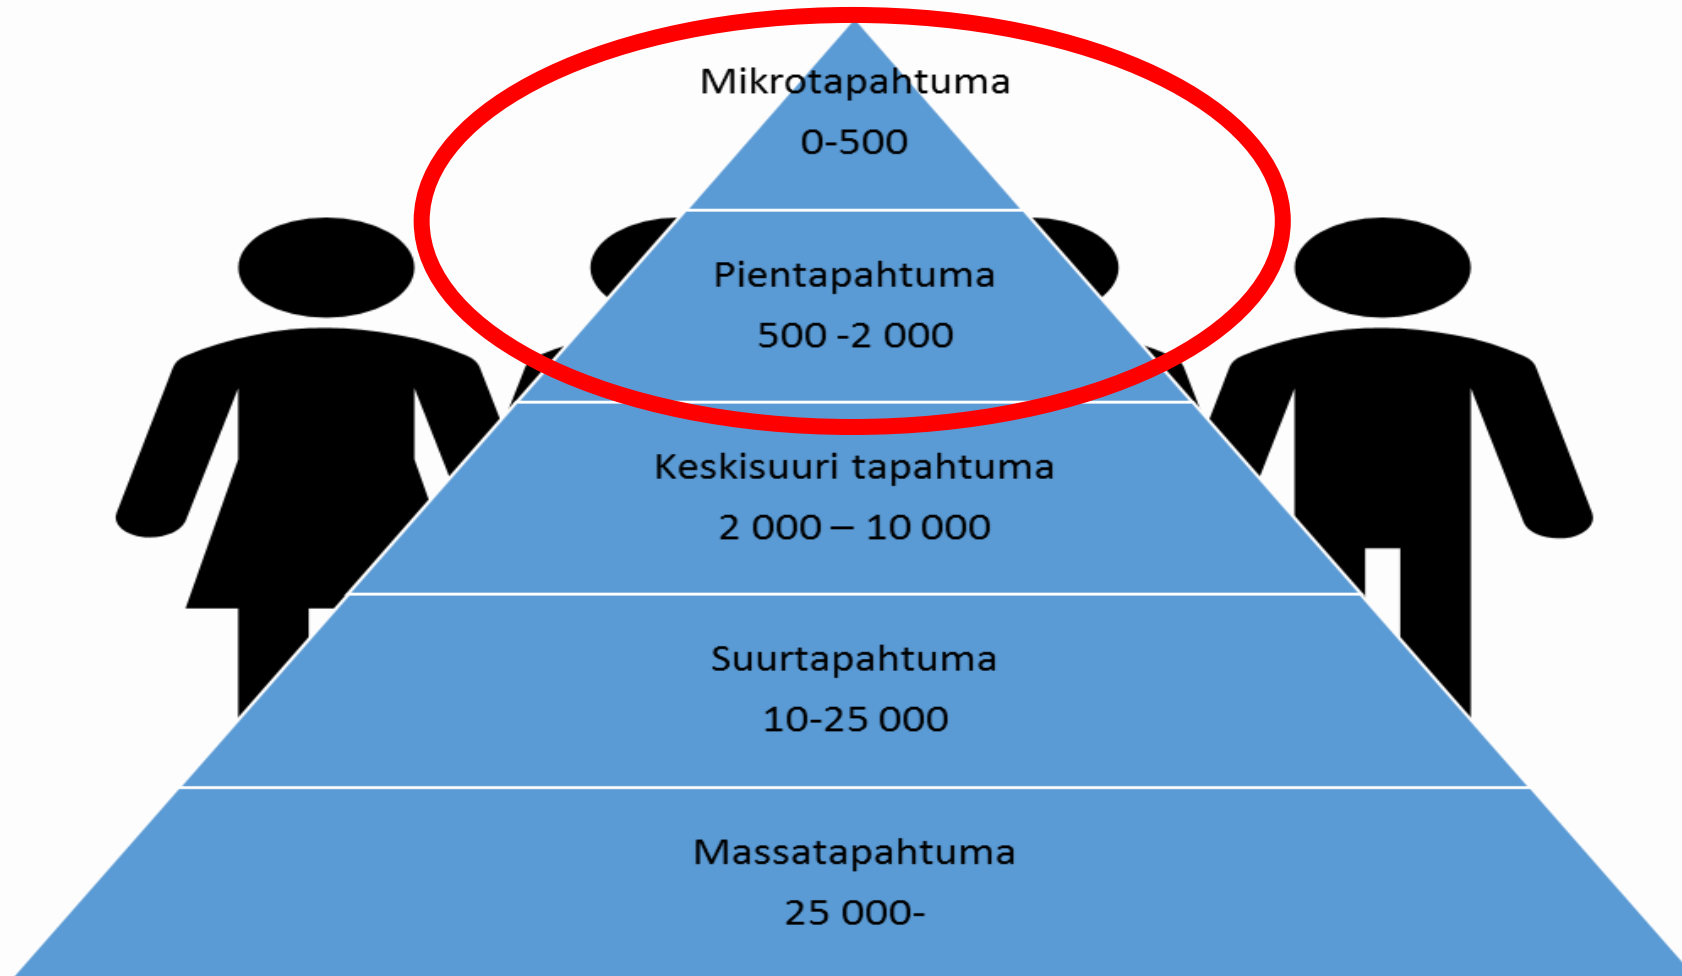 Mikrotapahtuma
0-500
Pientapahtuma
500 -2 000
Keskisuuri tapahtuma
2 000 – 10 000
Suurtapahtuma
10-25 000
Massatapahtuma
25 000-